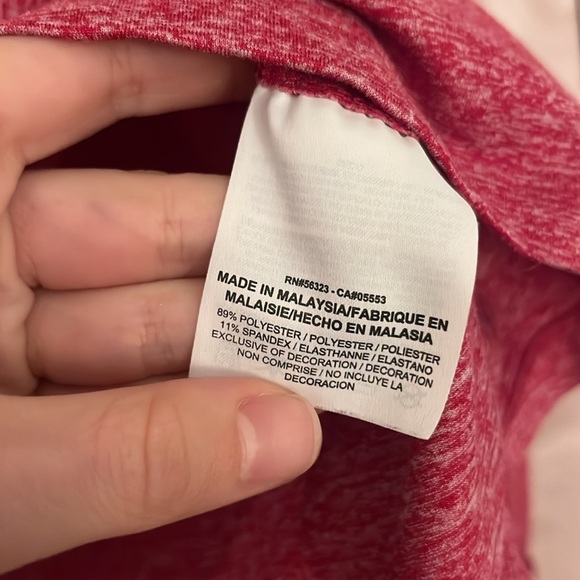 RN#56323 - CA#05553
MADE IN MALAYSIA/FABRIQUE EN
MALAISIE/HECHO EN MALASIA
89% POLYESTER / POLYESTER / POLIESTER
11% SPANDEX / ELASTHANNE / ELASTANO
EXCLUSIVE OF DECORATION / DECORATION
NON COMPRISE / NO INCLUYE LA
DECORACION